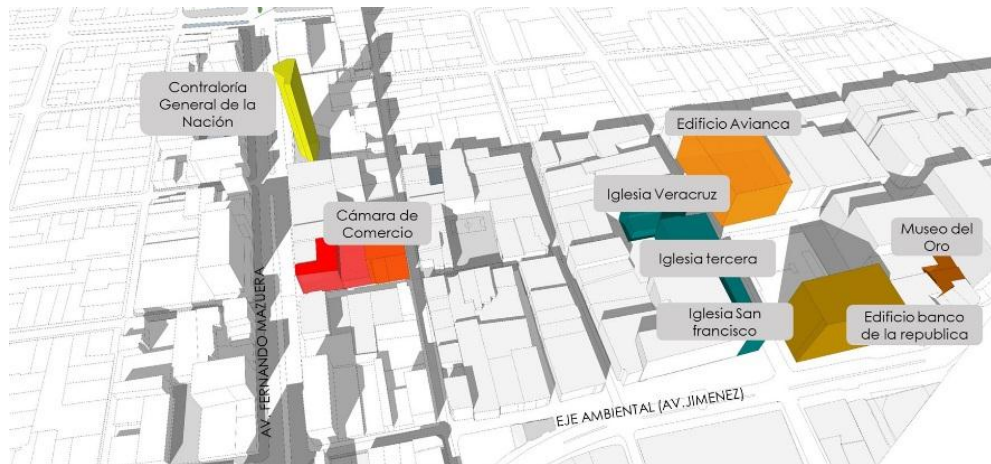 Contraloría
General de la
Nación
Edificio Avianca
Iglesia Veracruz
Cámara de
Comercio
Museo del
Oro
Iglesia tercera
Iglesia San
francisco
Edificio banco
de la republica
AV. FERNANDO MAZUERA
EJE AMBIENTAL (AV.JIMENEZ)